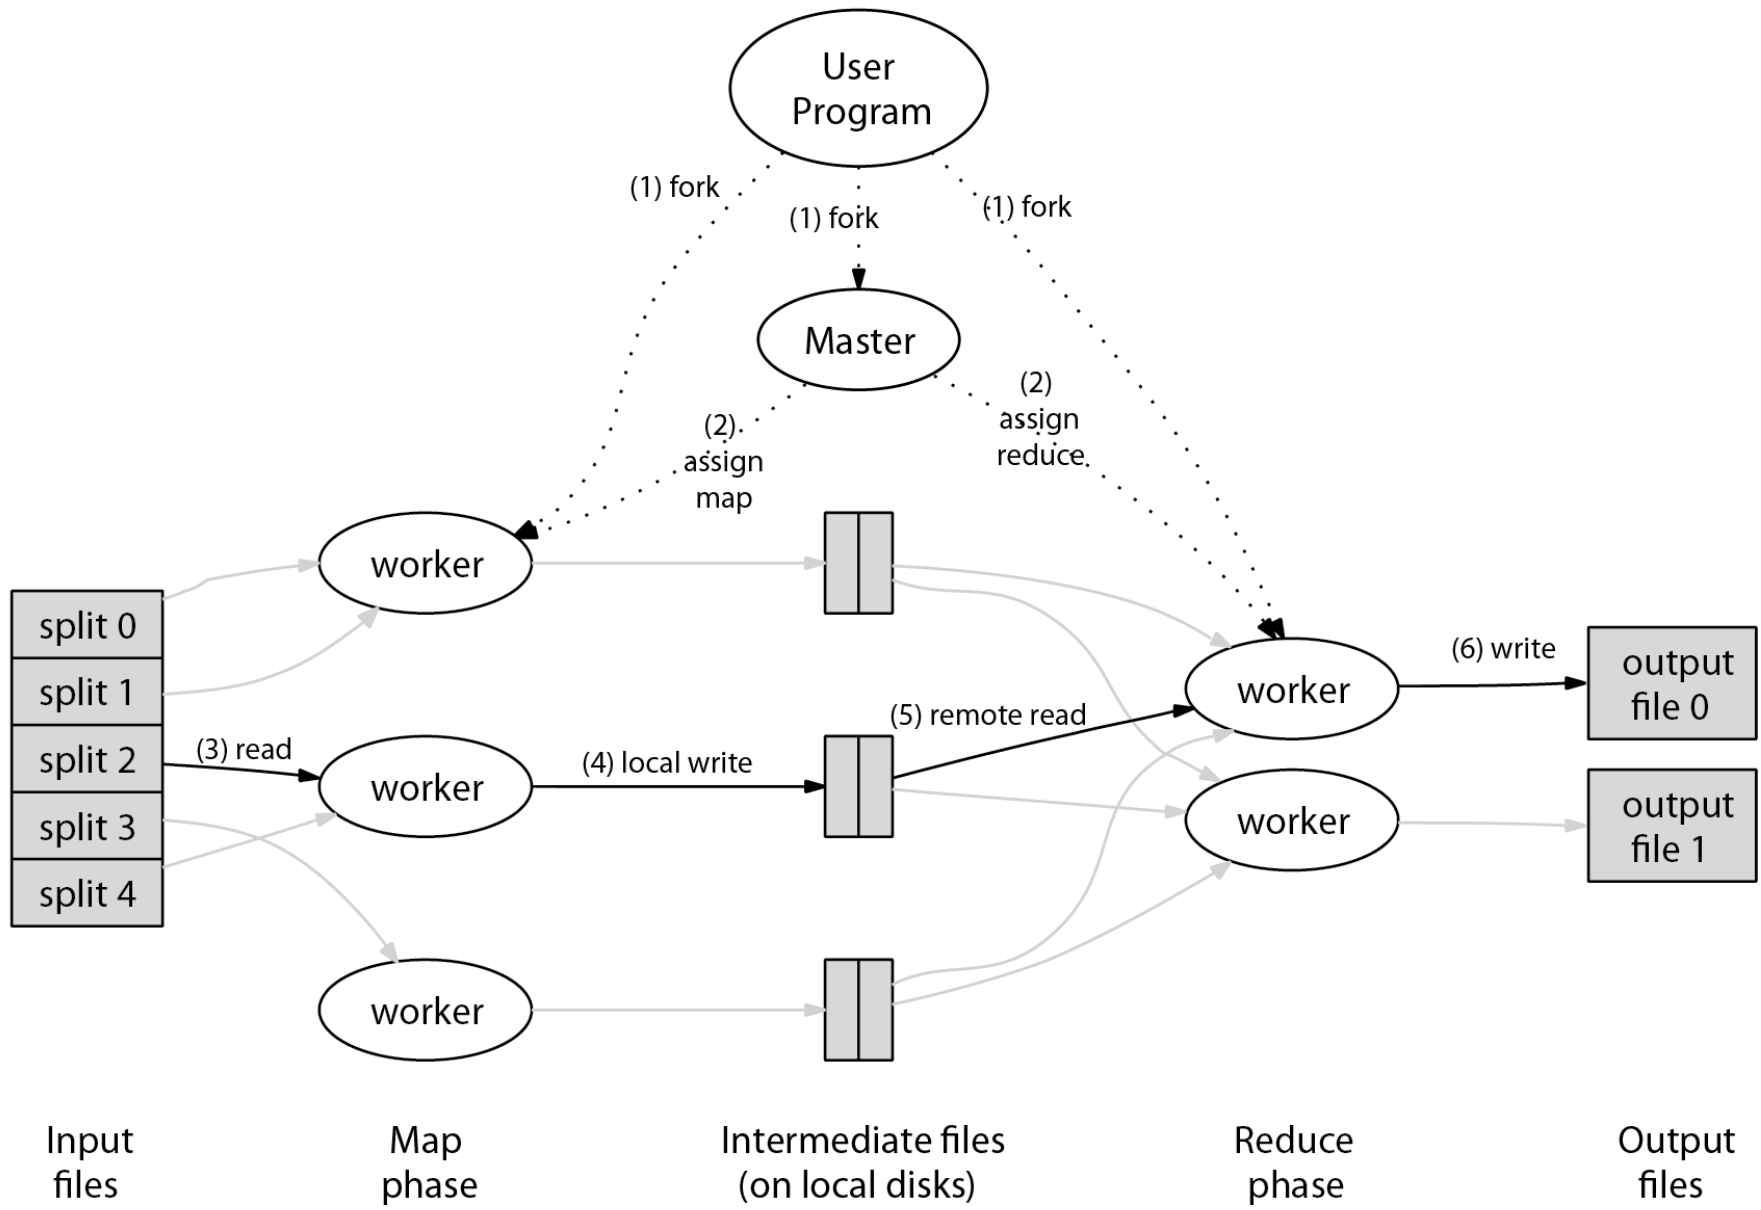 User
Program
(1) fork
(1) fork
(1) fork
Master
(2)
assign
map
(2)
assign
reduce
split 0
split 1
split 2
split 3
split 4
(3) read
worker
worker
worker
(4) local write
(5) remote read
worker
worker
(6) write
output
file 0
output
file 1
Input
files
Map
phase
Intermediate files
(on local disks)
Reduce
phase
Output
files